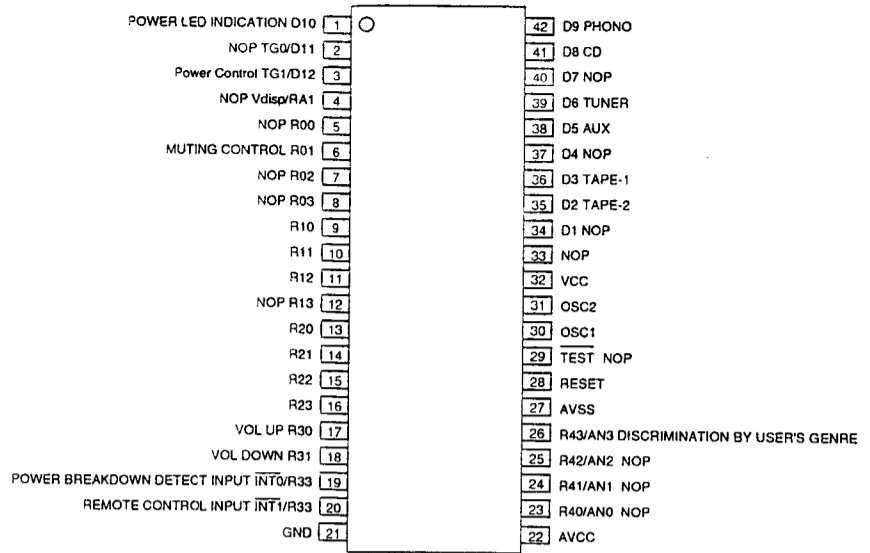 POWER LED INDICATION D10 1
NOP TG0/D11 2
Power Control TG1/D12 3
NOP Vdisp/RA1 4
NOP R00 5
MUTING CONTROL R01 6
NOP R02 7
NOP R03 8
R10 9
R11 10
R12 11
NOP R13 12
R20 13
R21 14
R22 15
R23 16
VOL UP R30 17
VOL DOWN R31 18
POWER BREAKDOWN DETECT INPUT INT0/R33 19
REMOTE CONTROL INPUT INT1/R33 20
GND 21
42 D9 PHONO
41 D8 CD
40 D7 NOP
39 D6 TUNER
38 D5 AUX
37 D4 NOP
36 D3 TAPE-1
35 D2 TAPE-2
34 D1 NOP
33 NOP
32 VCC
31 OSC2
30 OSC1
29 TEST NOP
28 RESET
27 AVSS
26 R43/AN3 DISCRIMINATION BY USER'S GENRE
25 R42/AN2 NOP
24 R41/AN1 NOP
23 R40/AN0 NOP
22 AVCC